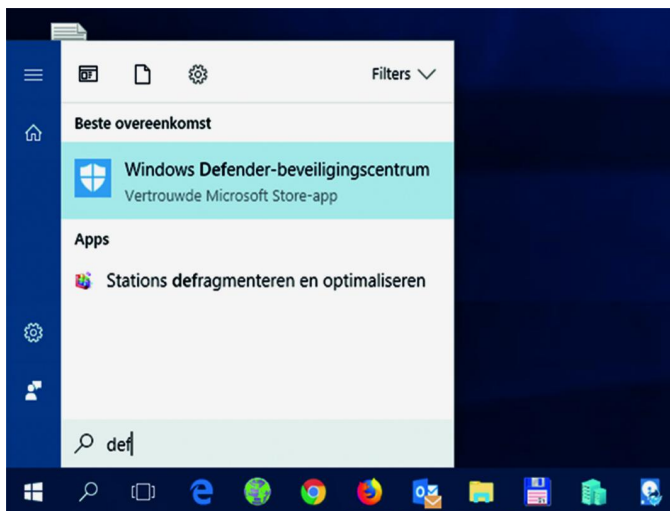 Filters
Beste overeenkomst
Windows Defender-beveiligingscentrum
Vertrouwde Microsoft Store-app
Apps
Stations defragmenteren en optimaliseren
def